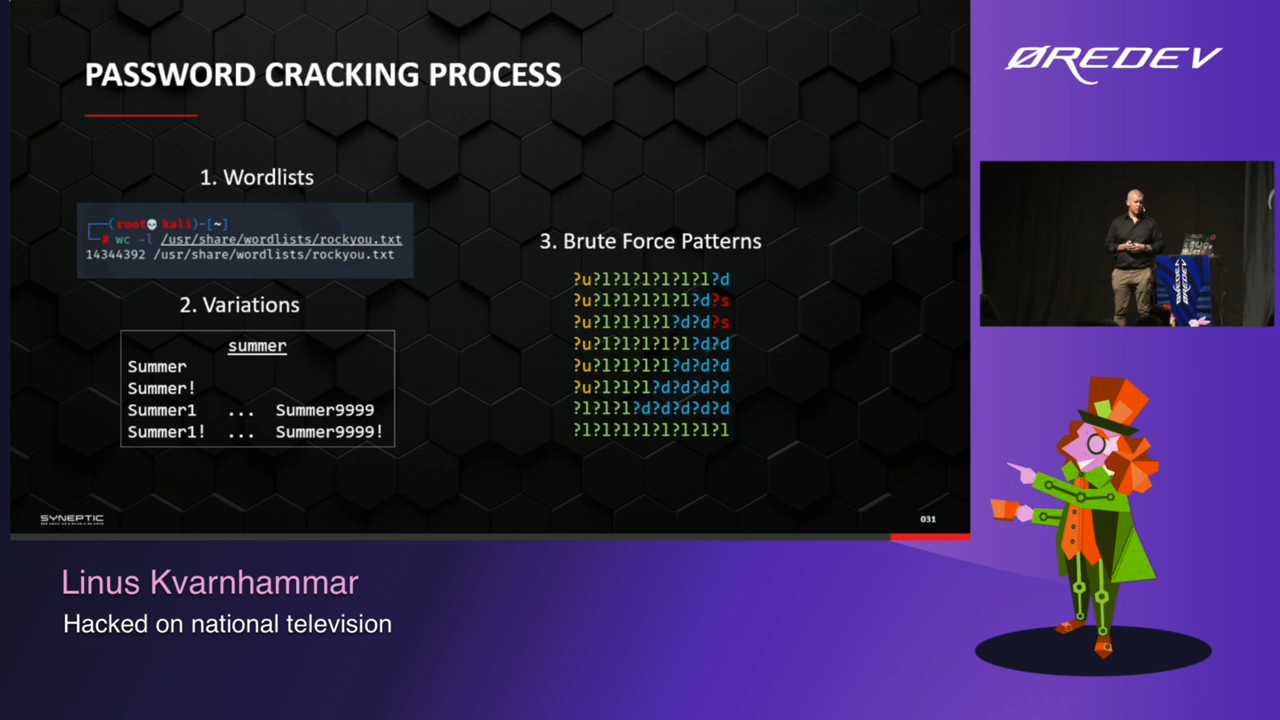 PASSWORD CRACKING PROCESS
1. Wordlists
(root💀kali)-[~]
# wc -l /usr/share/wordlists/rockyou.txt
14344392 /usr/share/wordlists/rockyou.txt
2. Variations
summer
Summer
Summer!
Summer1 ... Summer9999
Summer1! ... Summer9999!
3. Brute Force Patterns
?u?l?l?l?l?l?l?d
?u?l?l?l?l?l?d?s
?u?l?l?l?l?d?d?s
?u?l?l?l?l?l?d?d
?u?l?l?l?l?d?d?d
?u?l?l?l?d?d?d?d
?l?l?l?d?d?d?d?d
?l?l?l?l?l?l?l?l
SYNEPTIC
031
ØREDEV
ØREDEV
Linus Kvarnhammar
Hacked on national television